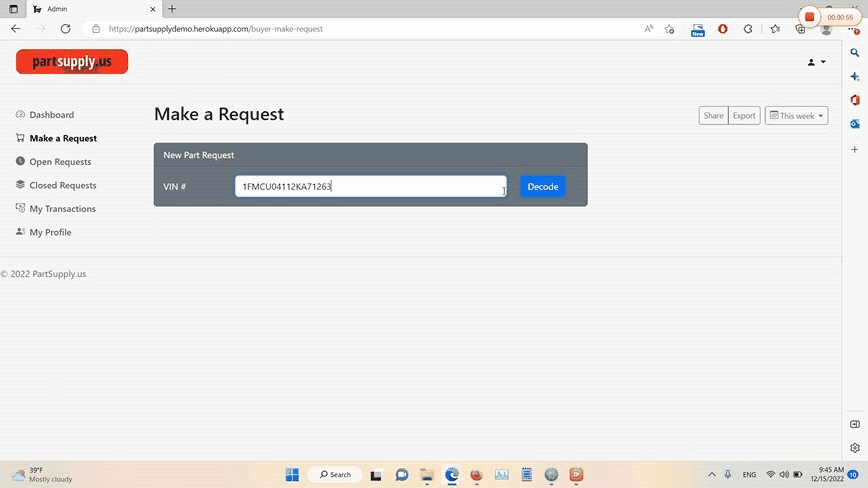 Admin
00:00:55
https://partsupplydemo.herokuapp.com/buyer-make-request
New
partsupply.us
Dashboard
Make a Request
Open Requests
Closed Requests
My Transactions
My Profile
Make a Request
Share
Export
This week
New Part Request
VIN #
1FMCU04112KA71263
Decode
© 2022 PartSupply.us
39°F
Mostly cloudy
Search
ENG
9:45 AM
12/15/2022
10